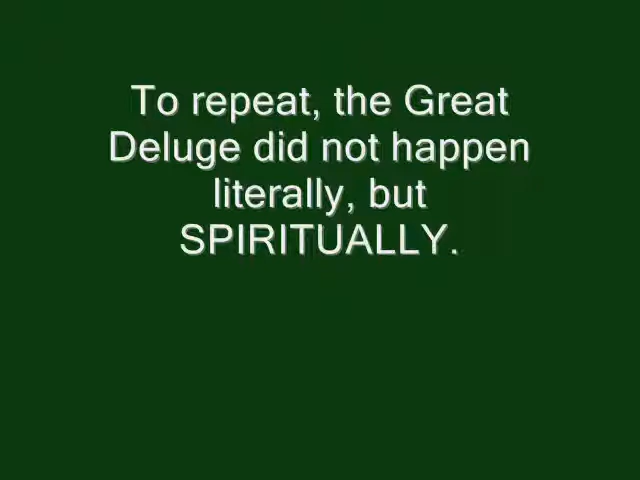 To repeat, the Great
Deluge did not happen
literally, but
SPIRITUALLY.